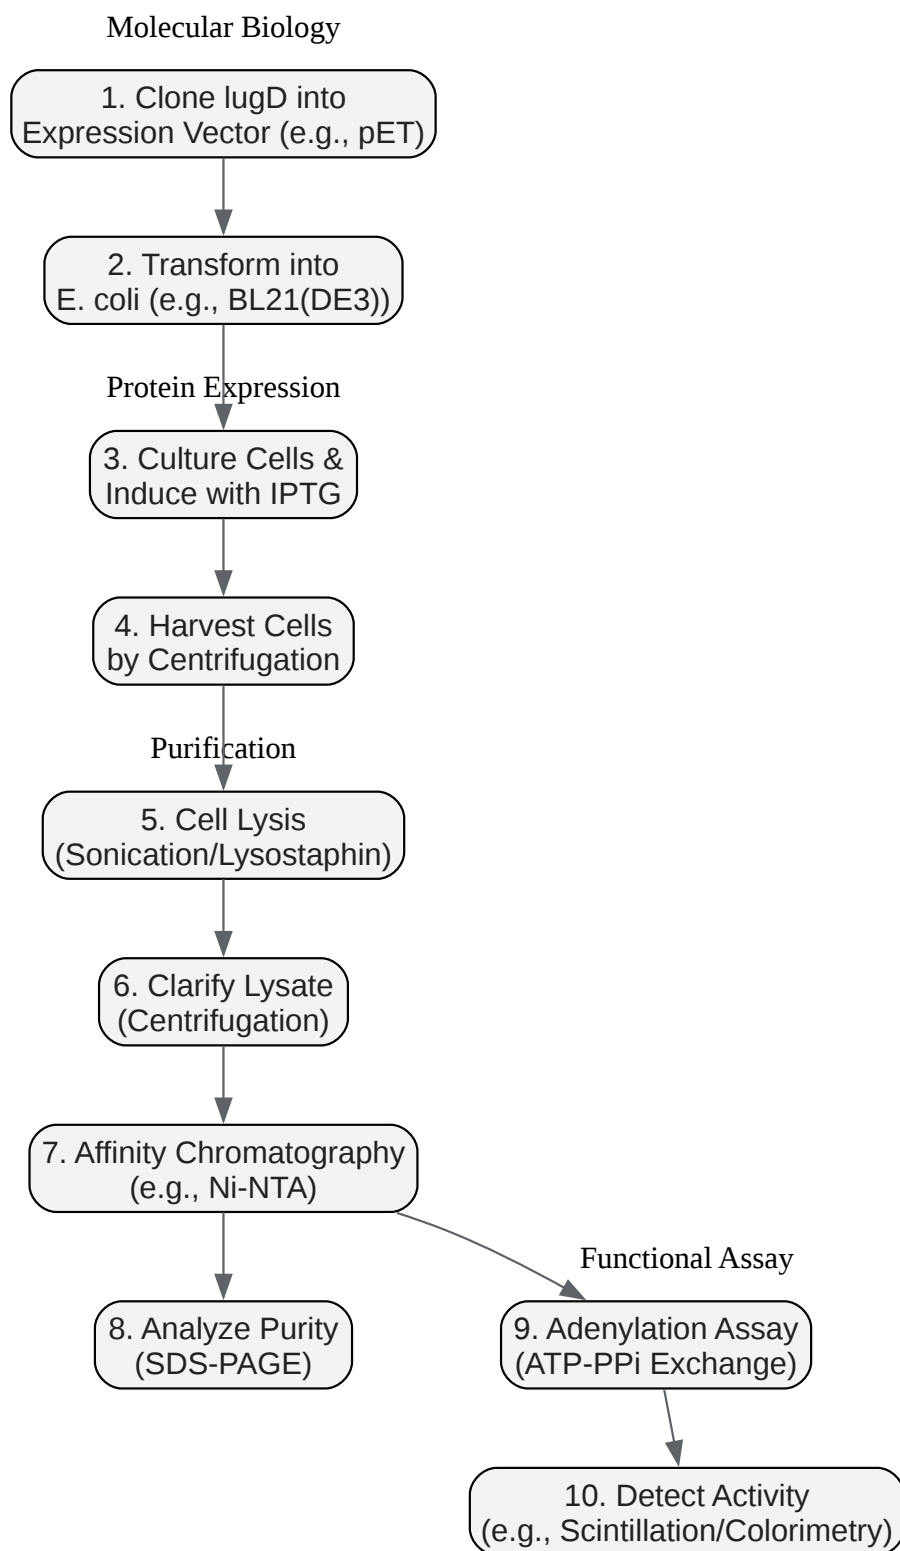 Molecular Biology
1. Clone lugD into
Expression Vector (e.g., pET)
2. Transform into
E. coli (e.g., BL21(DE3))
Protein Expression
3. Culture Cells &
Induce with IPTG
4. Harvest Cells
by Centrifugation
Purification
5. Cell Lysis
(Sonication/Lysostaphin)
6. Clarify Lysate
(Centrifugation)
7. Affinity Chromatography
(e.g., Ni-NTA)
8. Analyze Purity
(SDS-PAGE)
Functional Assay
9. Adenylation Assay
(ATP-PPi Exchange)
10. Detect Activity
(e.g., Scintillation/Colorimetry)